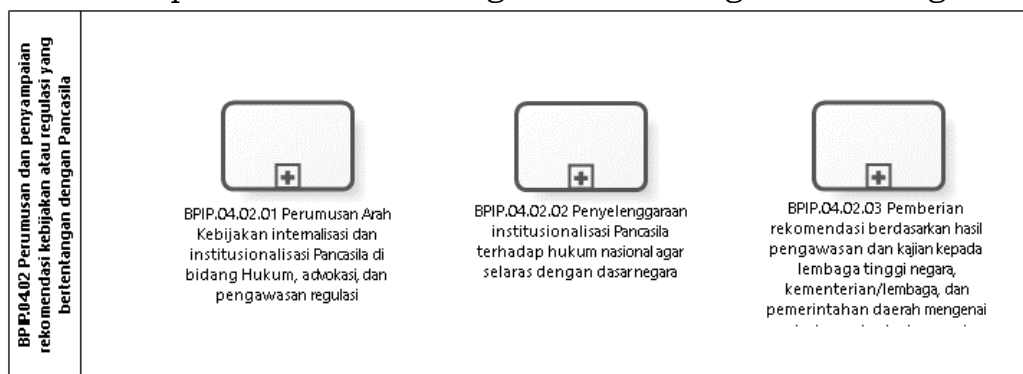 BPIP.04.02 Perumusan dan penyampaian
rekomendasi kebijakan atau regulasi yang
bertentangan dengan Pancasila
BPIP.04.02.01 Perumusan Arah
Kebijakan internalisasi dan
institusionalisasi Pancasila di
bidang Hukum, advokasi, dan
pengawasan regulasi
BPIP.04.02.02 Penyelenggaraan
institusionalisasi Pancasila
terhadap hukum nasional agar
selaras dengan dasar negara
BPIP.04.02.03 Pemberian
rekomendasi berdasarkan hasil
pengawasan dan kajian kepada
lembaga tinggi negara,
kementerian/lembaga, dan
pemerintahan daerah mengenai